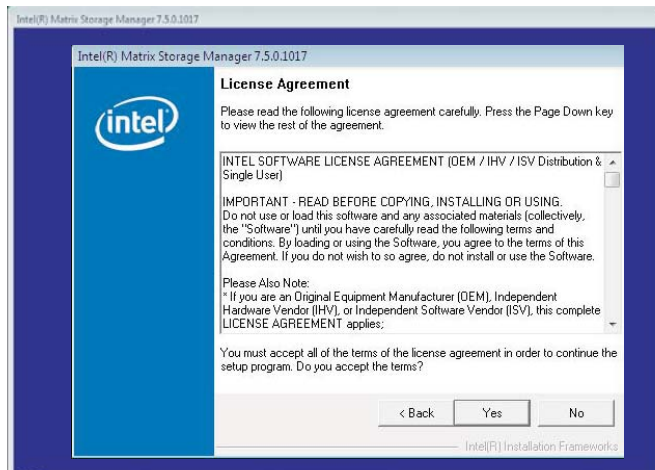 Intel(R) Matrix Storage Manager 7.5.0.1017
Intel(R) Matrix Storage Manager 7.5.0.1017
intel
License Agreement
Please read the following license agreement carefully. Press the Page Down key
to view the rest of the agreement.
INTEL SOFTWARE LICENSE AGREEMENT (OEM / IHV / ISV Distribution &
Single User)
IMPORTANT - READ BEFORE COPYING, INSTALLING OR USING.
Do not use or load this software and any associated materials (collectively,
the "Software") until you have carefully read the following terms and
conditions. By loading or using the Software, you agree to the terms of this
Agreement. If you do not wish to so agree, do not install or use the Software.
Please Also Note:
* If you are an Original Equipment Manufacturer (OEM), Independent
Hardware Vendor (IHV), or Independent Software Vendor (ISV), this complete
LICENSE AGREEMENT applies;
You must accept all of the terms of the license agreement in order to continue the
setup program. Do you accept the terms?
< Back Yes No
Intel(R) Installation Frameworks